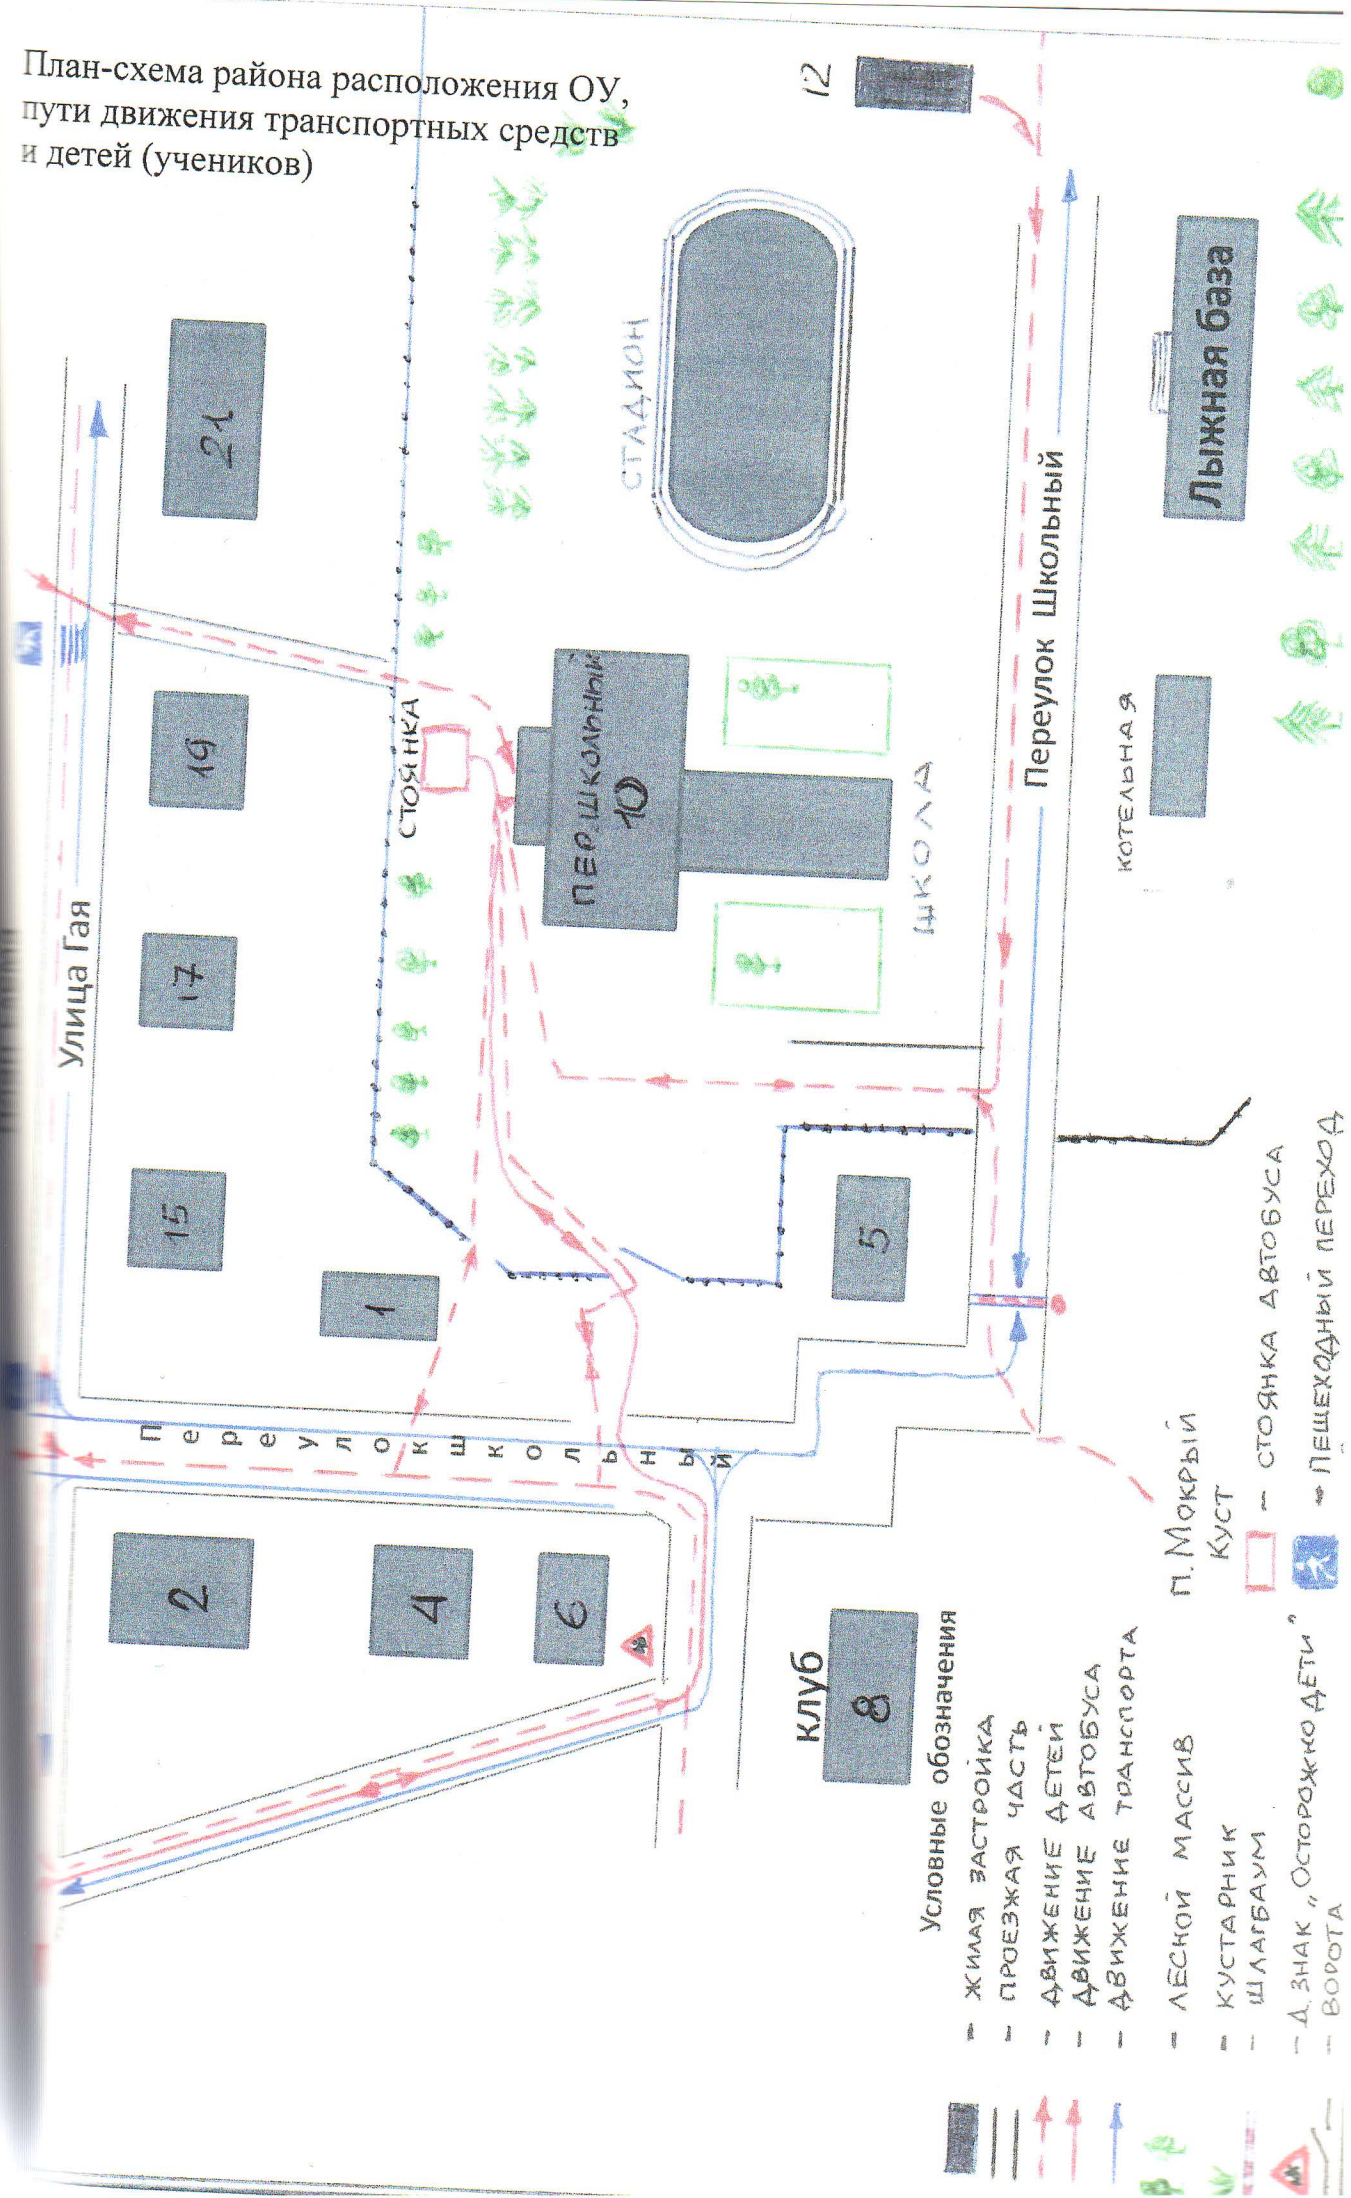 План-схема района расположения ОУ,
пути движения транспортных средств
и детей (учеников)
12
21
19
17
15
1
Улица Гая
СТОЯНКА
СТАДИОН
ПЕР.ШКОЛЬНЫЙ
10
ШКОЛА
Переулок Школьный
Лыжная база
КОТЕЛЬНАЯ
5
Переулок школьный
2
4
6
клуб
8
П. МОКРЫЙ
КУСТ
Условные обозначения
- ЖИЛАЯ ЗАСТРОЙКА
- ПРОЕЗЖАЯ ЧАСТЬ
- ДВИЖЕНИЕ ДЕТЕЙ
- ДВИЖЕНИЕ АВТОБУСА
- ДВИЖЕНИЕ ТРАНСПОРТА
- ЛЕСНОЙ МАССИВ
- КУСТАРНИК
- ШЛАГБАУМ
- Д. ЗНАК „ОСТОРОЖНО ДЕТИ"
- ВОРОТА
- СТОЯНКА АВТОБУСА
- ПЕШЕХОДНЫЙ ПЕРЕХОД